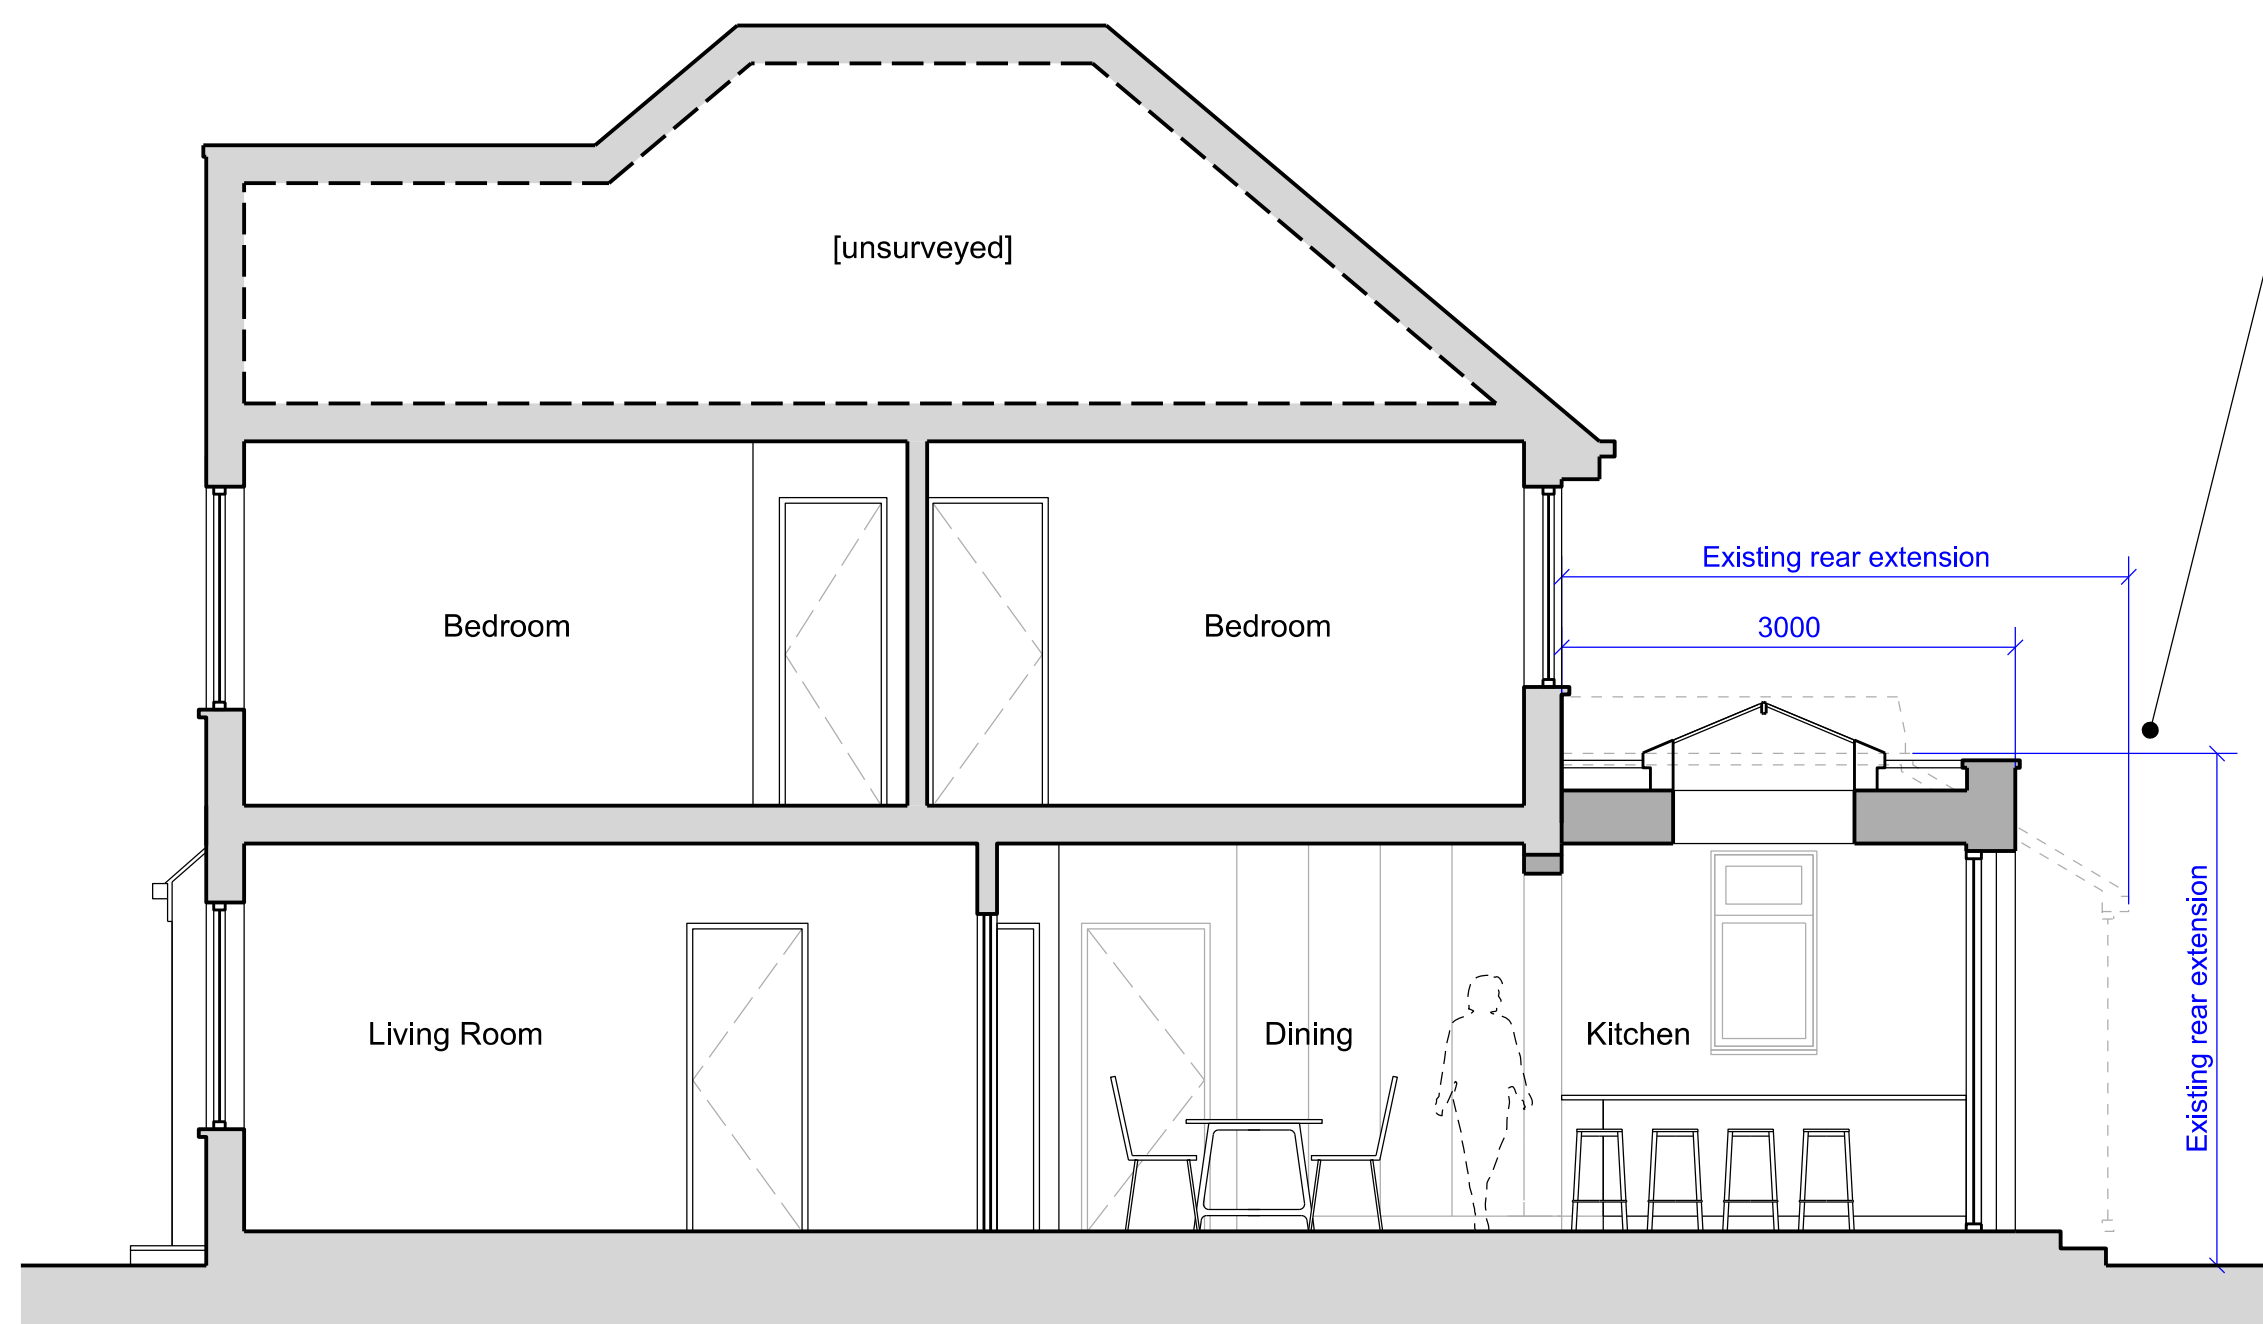 [unsurveyed]
Existing rear extension
Bedroom
Bedroom
3000
Existing rear extension
Living Room
Dining
Kitchen